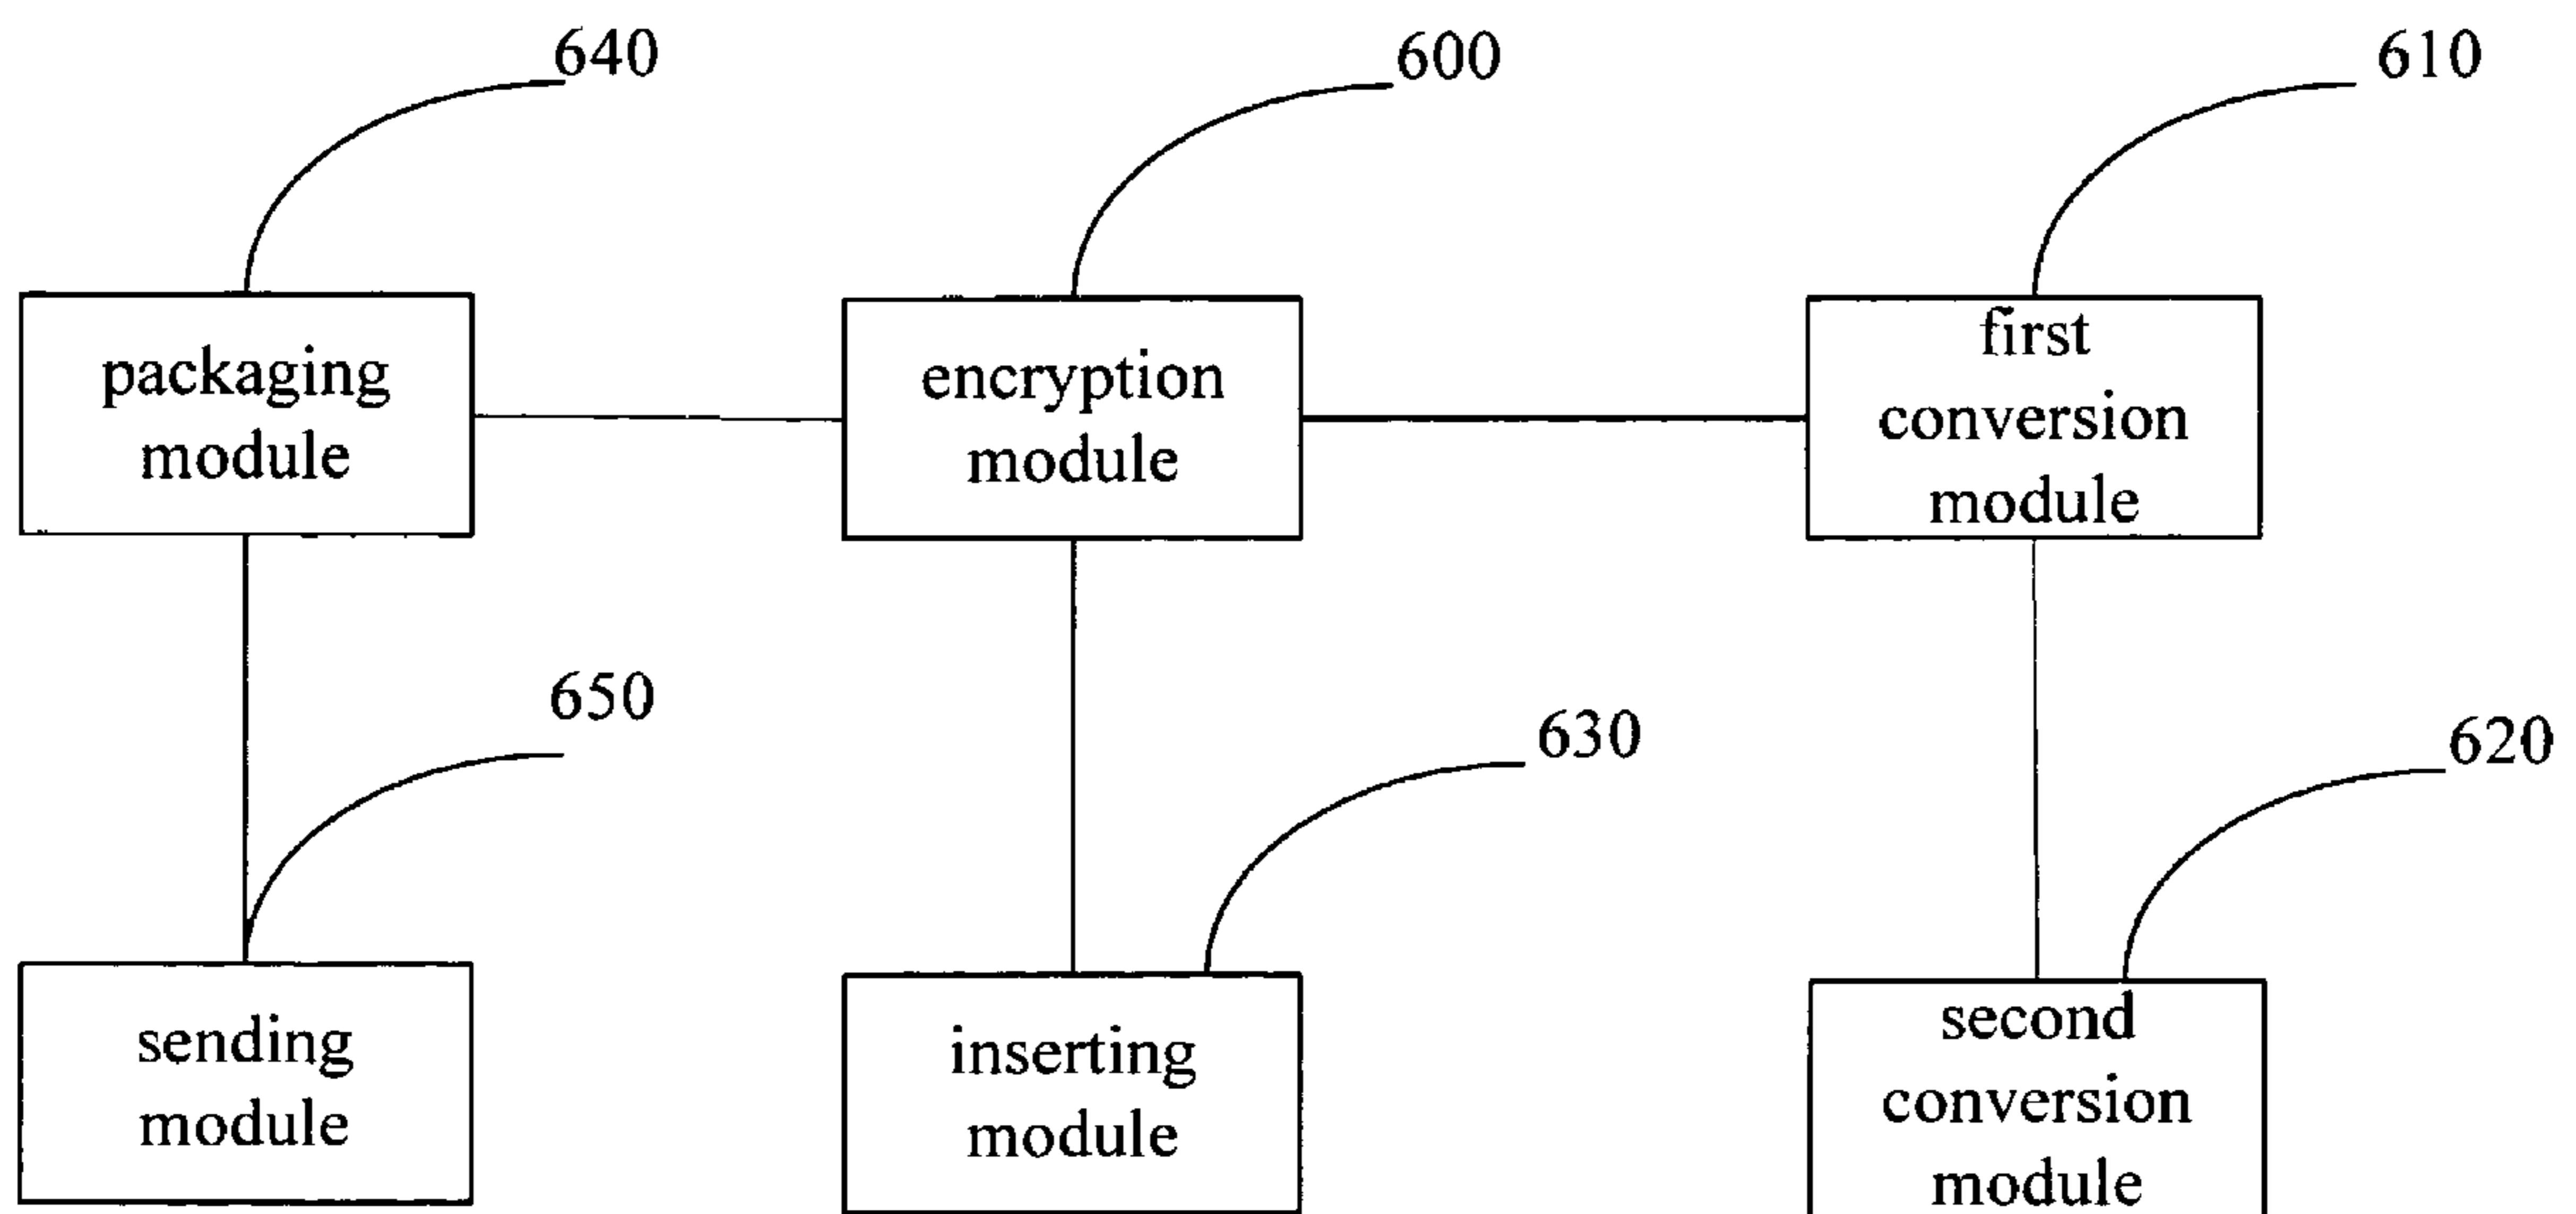 640
600
610
packaging
module
encryption
module
first
conversion
module
650
630
620
sending
module
inserting
module
second
conversion
module